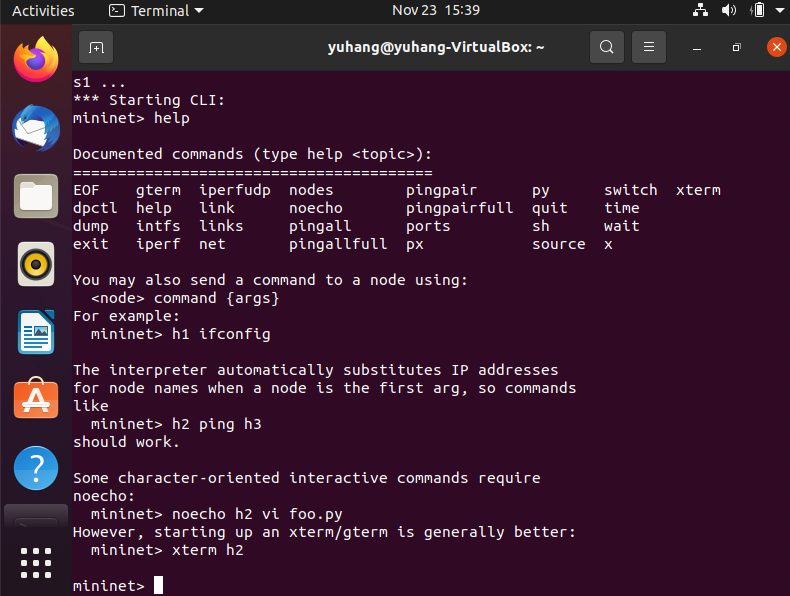 Activities Terminal Nov 23 15:39
yuhang@yuhang-VirtualBox: ~
s1 ...
*** Starting CLI:
mininet> help
Documented commands (type help <topic>):
========================================
EOF    gterm  iperfudp  nodes        pingpair      py      switch  xterm
dpctl  help   link      noecho       pingpairfull  quit    time
dump   intfs  links     pingall      ports         sh      wait
exit   iperf  net       pingallfull  px            source  x
You may also send a command to a node using:
  <node> command {args}
For example:
  mininet> h1 ifconfig
The interpreter automatically substitutes IP addresses
for node names when a node is the first arg, so commands
like
  mininet> h2 ping h3
should work.
Some character-oriented interactive commands require
noecho:
  mininet> noecho h2 vi foo.py
However, starting up an xterm/gterm is generally better:
  mininet> xterm h2
mininet>